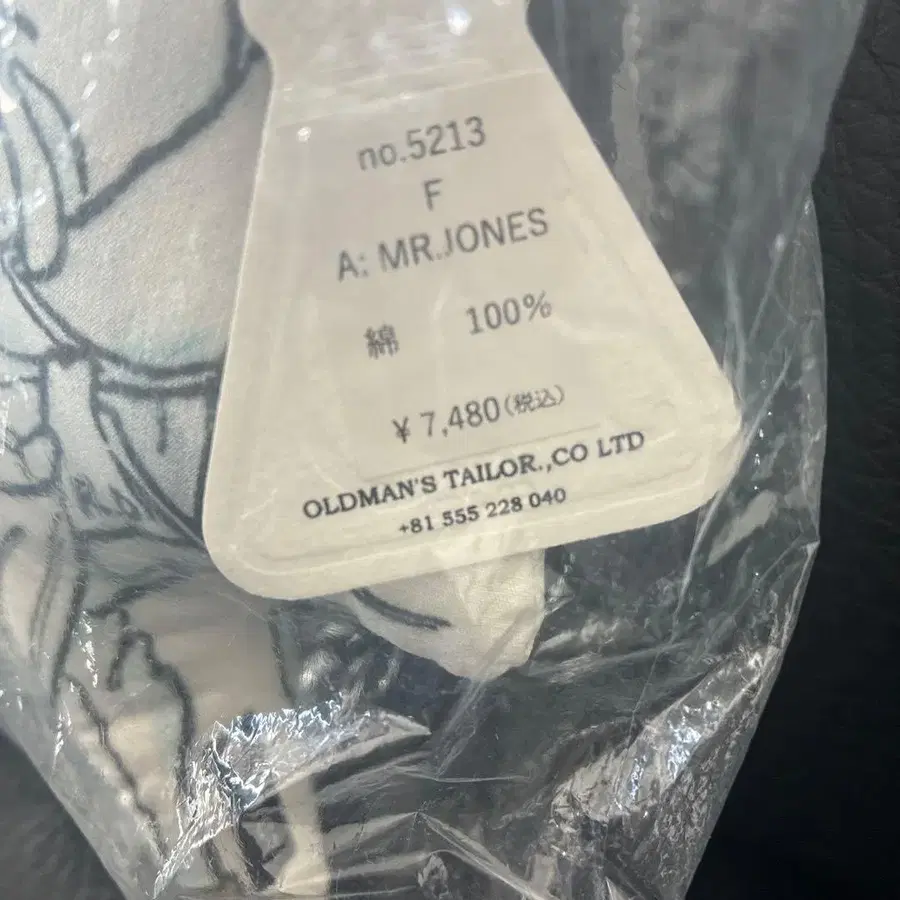 no.5213
F
A: MR.JONES
綿 100%
¥ 7,480(税込)
OLDMAN'S TAILOR.,CO LTD
+81 555 228 040